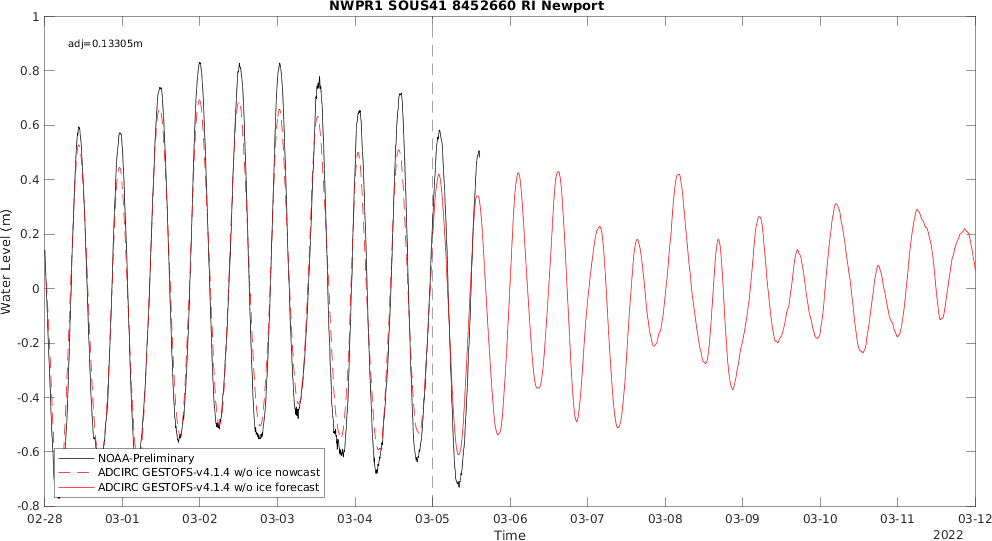 NWPR1 SOUS41 8452660 RI Newport
adj=0.13305m
1
0.8
0.6
0.4
0.2
0
-0.2
-0.4
-0.6
-0.8
Water Level (m)
NOAA-Preliminary
ADCIRC GESTOFS-v4.1.4 w/o ice nowcast
ADCIRC GESTOFS-v4.1.4 w/o ice forecast
02-28 03-01 03-02 03-03 03-04 03-05 03-06 03-07 03-08 03-09 03-10 03-11 03-12
Time
2022